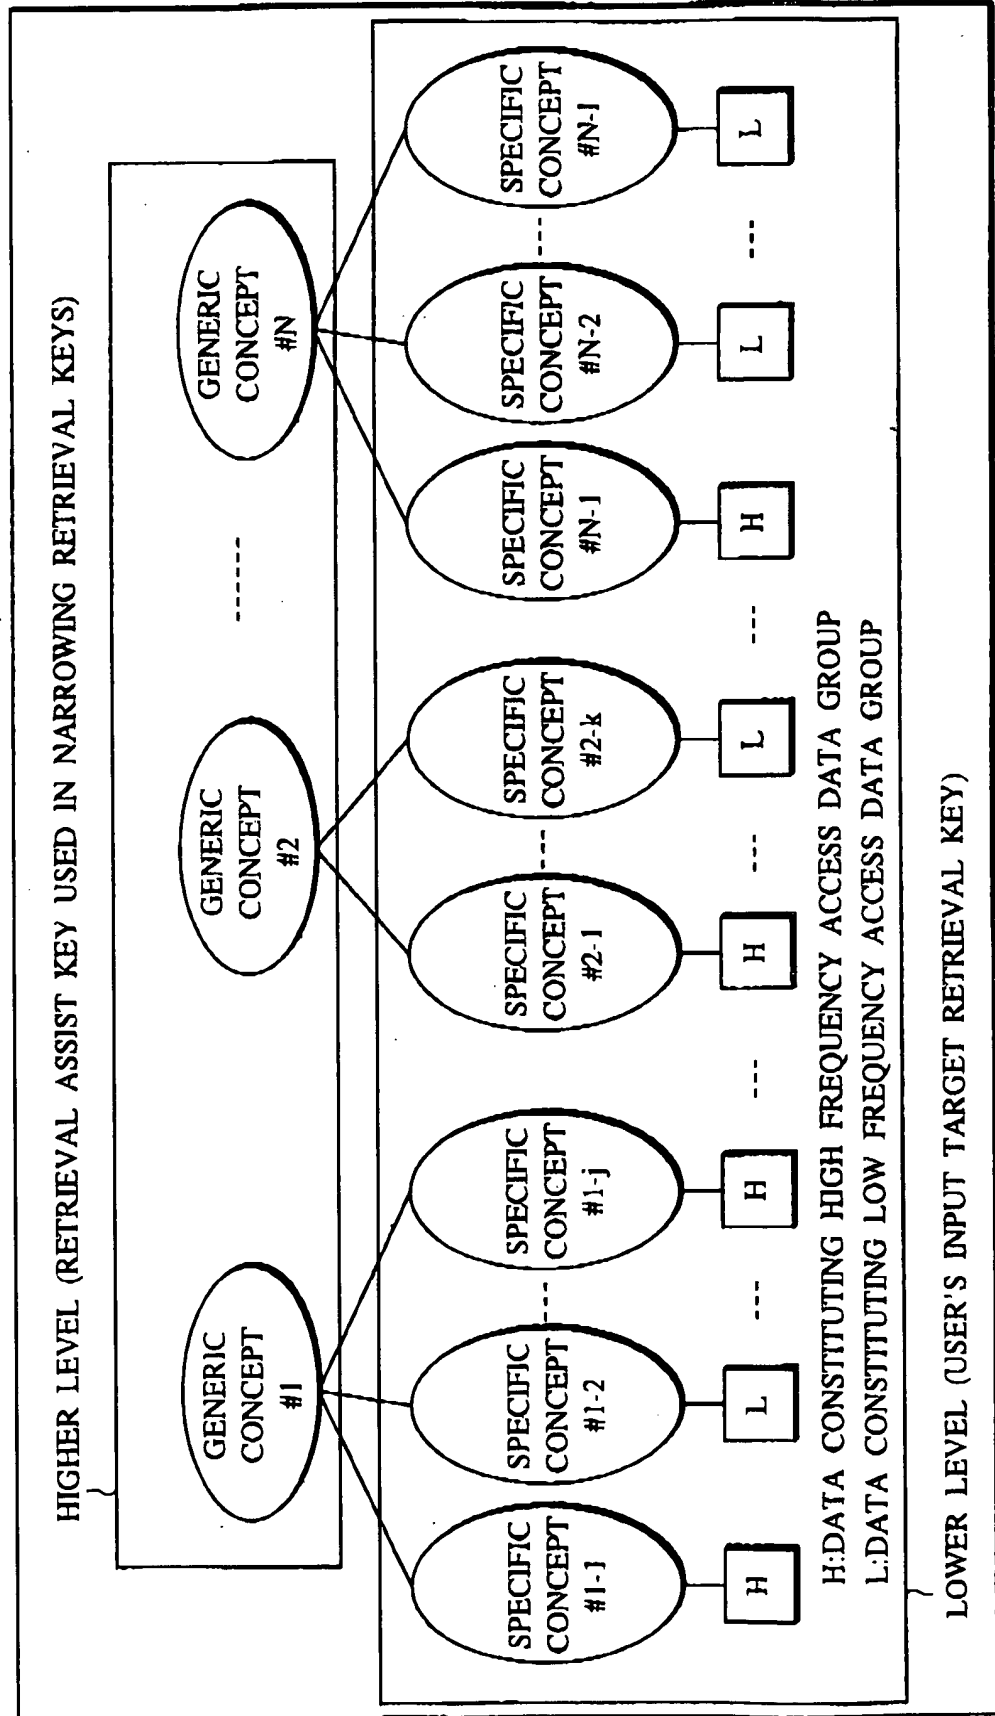 HIGHER LEVEL (RETRIEVAL ASSIST KEY USED IN NARROWING RETRIEVAL KEYS)
GENERIC
CONCEPT
#1
GENERIC
CONCEPT
#2
------
GENERIC
CONCEPT
#N
SPECIFIC
CONCEPT
#1-1
SPECIFIC
CONCEPT
#1-2
----
SPECIFIC
CONCEPT
#1-j
SPECIFIC
CONCEPT
#2-1
---
SPECIFIC
CONCEPT
#2-k
SPECIFIC
CONCEPT
#N-1
SPECIFIC
CONCEPT
#N-2
---
SPECIFIC
CONCEPT
#N-1
H
L
---
H
---
H
---
L
---
H
L
---
L
H:DATA CONSTITUTING HIGH FREQUENCY ACCESS DATA GROUP
L:DATA CONSTITUTING LOW FREQUENCY ACCESS DATA GROUP
LOWER LEVEL (USER'S INPUT TARGET RETRIEVAL KEY)